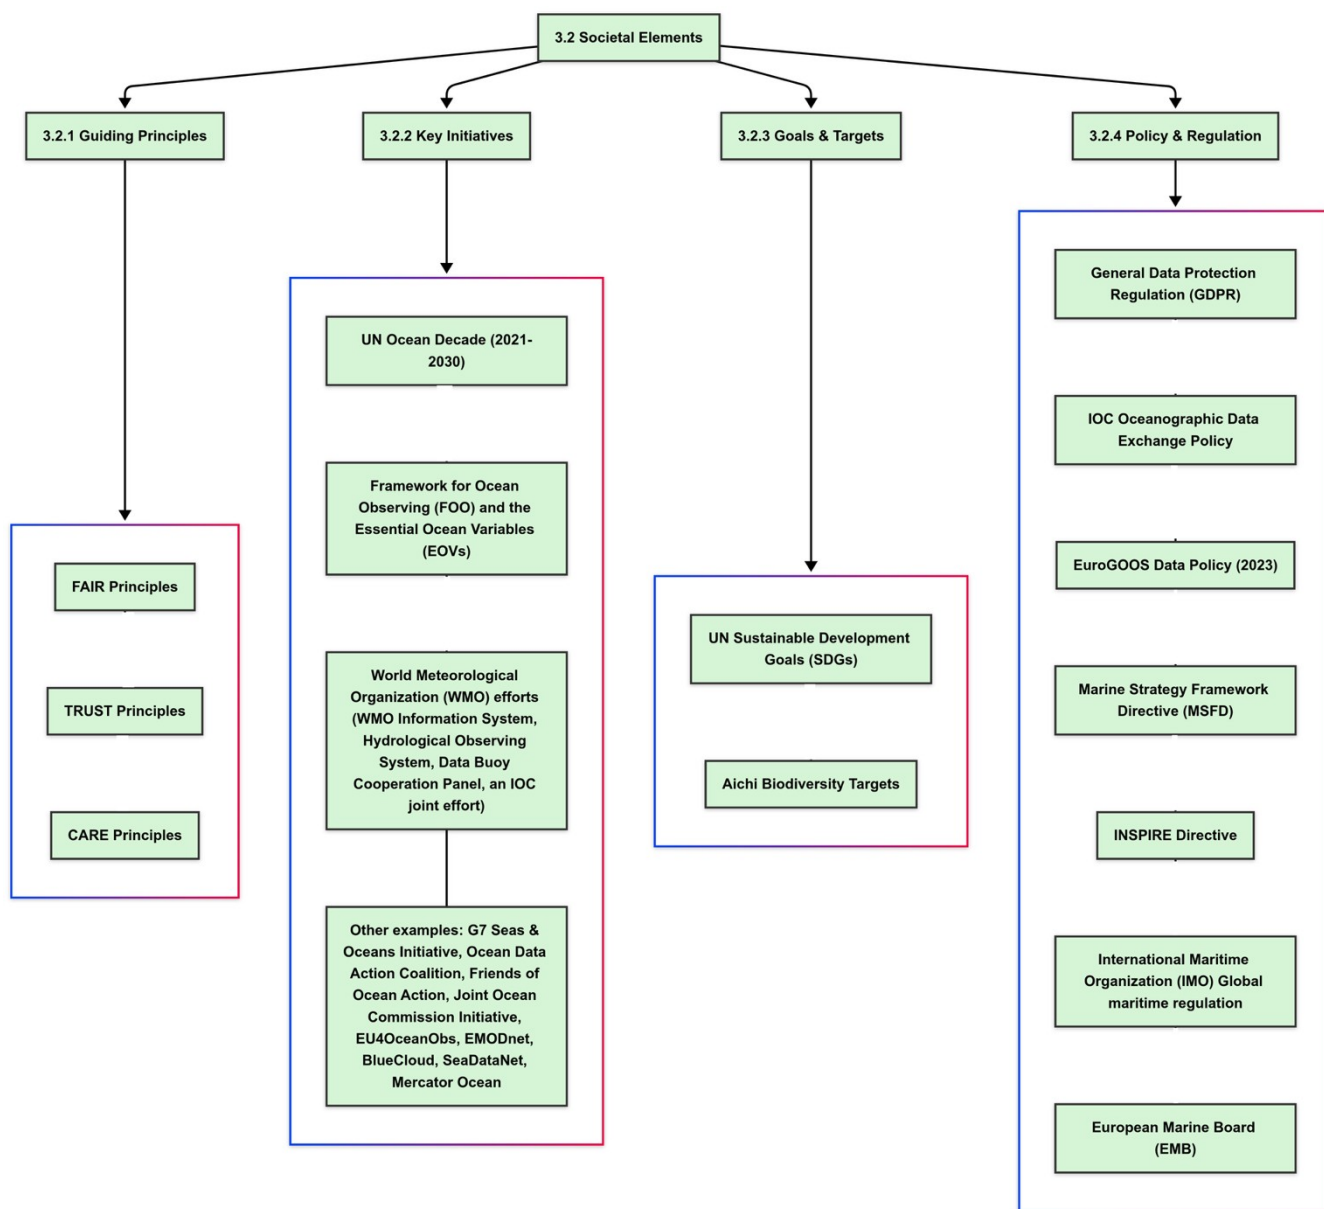 3.2 Societal Elements
3.2.1 Guiding Principles
3.2.2 Key Initiatives
3.2.3 Goals & Targets
3.2.4 Policy & Regulation
FAIR Principles
TRUST Principles
CARE Principles
UN Ocean Decade (2021-
2030)
Framework for Ocean
Observing (FOO) and the
Essential Ocean Variables
(EOVs)
World Meteorological
Organization (WMO) efforts
(WMO Information System,
Hydrological Observing
System, Data Buoy
Cooperation Panel, an IOC
joint effort)
Other examples: G7 Seas &
Oceans Initiative, Ocean Data
Action Coalition, Friends of
Ocean Action, Joint Ocean
Commission Initiative,
EU4OceanObs, EMODnet,
BlueCloud, SeaDataNet,
Mercator Ocean
UN Sustainable Development
Goals (SDGs)
Aichi Biodiversity Targets
General Data Protection
Regulation (GDPR)
IOC Oceanographic Data
Exchange Policy
EuroGOOS Data Policy (2023)
Marine Strategy Framework
Directive (MSFD)
INSPIRE Directive
International Maritime
Organization (IMO) Global
maritime regulation
European Marine Board
(EMB)